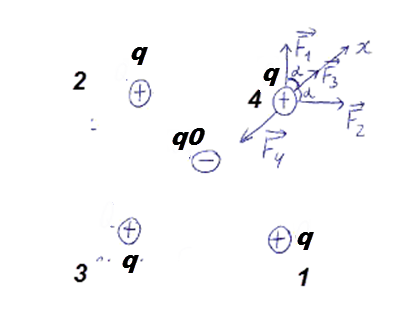 q
2 +
F₁ x
q α F₃
4 + α
F₂
q0
−
F₄
+
q
+ q
3
1